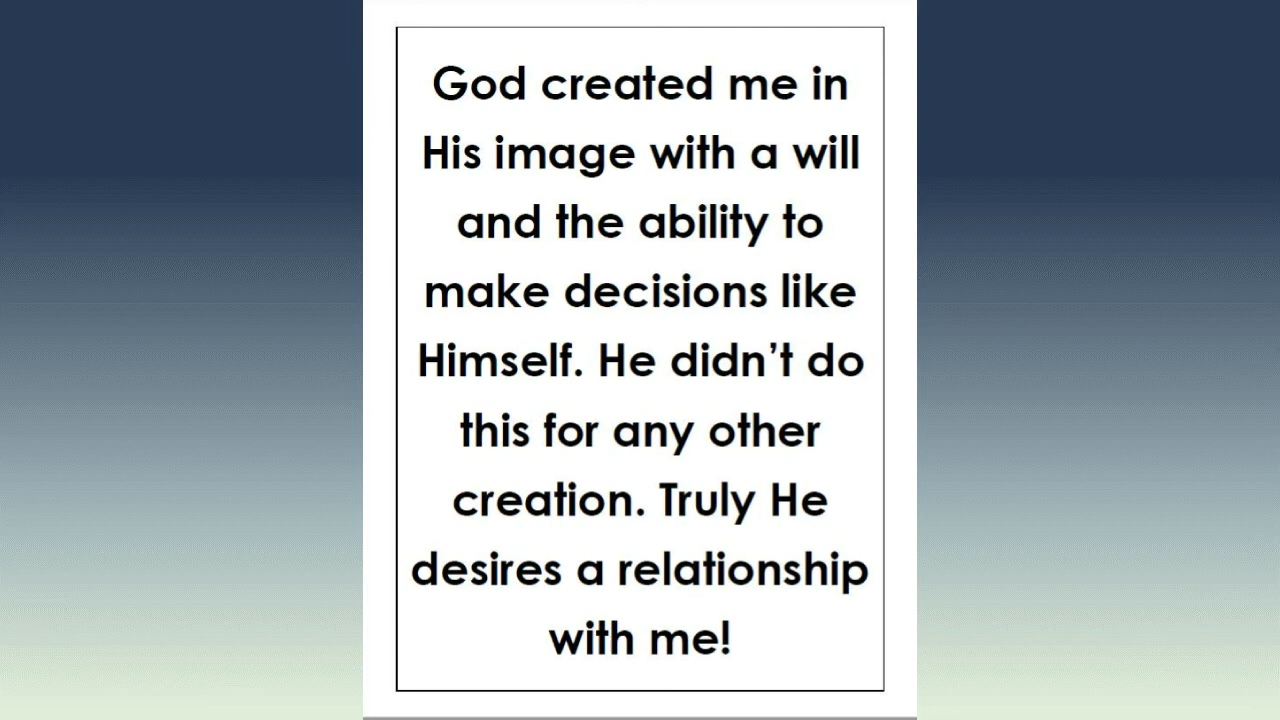 God created me in
His image with a will
and the ability to
make decisions like
Himself. He didn’t do
this for any other
creation. Truly He
desires a relationship
with me!